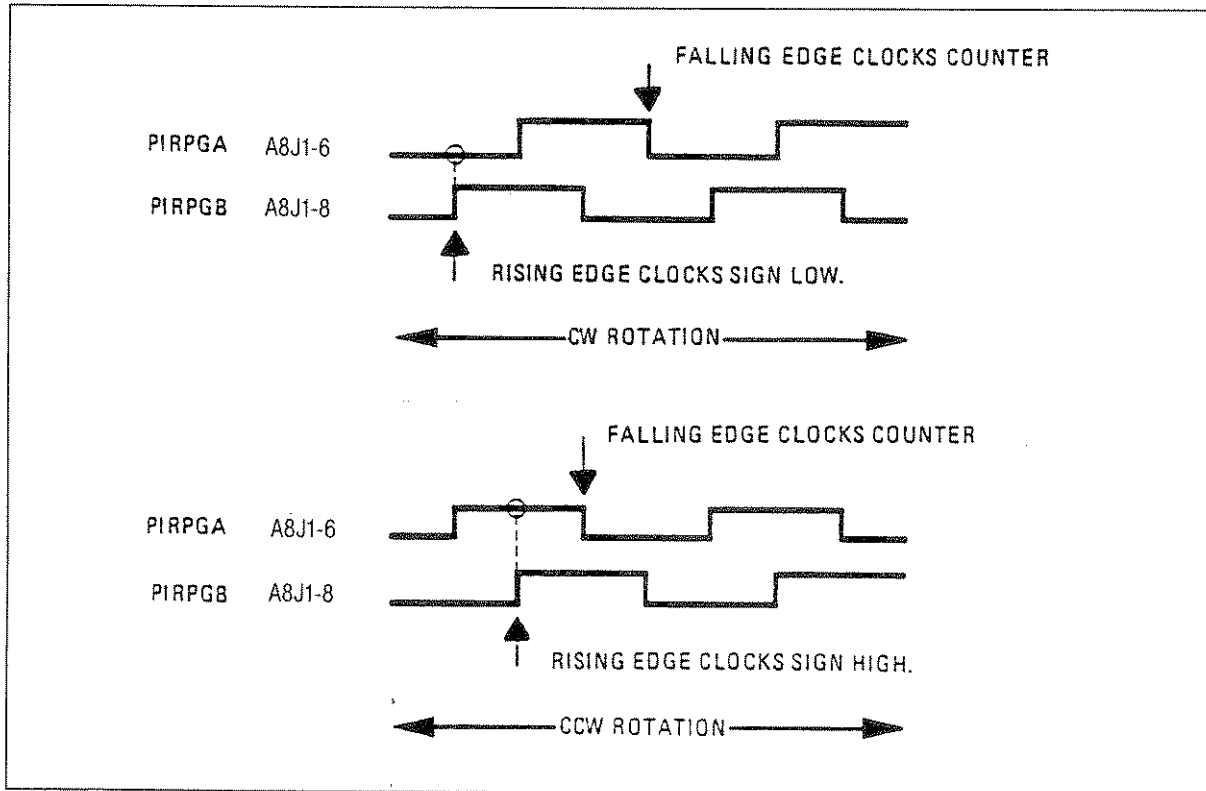 FALLING EDGE CLOCKS COUNTER
PIRPGA A8J1-6
PIRPGB A8J1-8
RISING EDGE CLOCKS SIGN LOW.
CW ROTATION
FALLING EDGE CLOCKS COUNTER
PIRPGA A8J1-6
PIRPGB A8J1-8
RISING EDGE CLOCKS SIGN HIGH.
CCW ROTATION